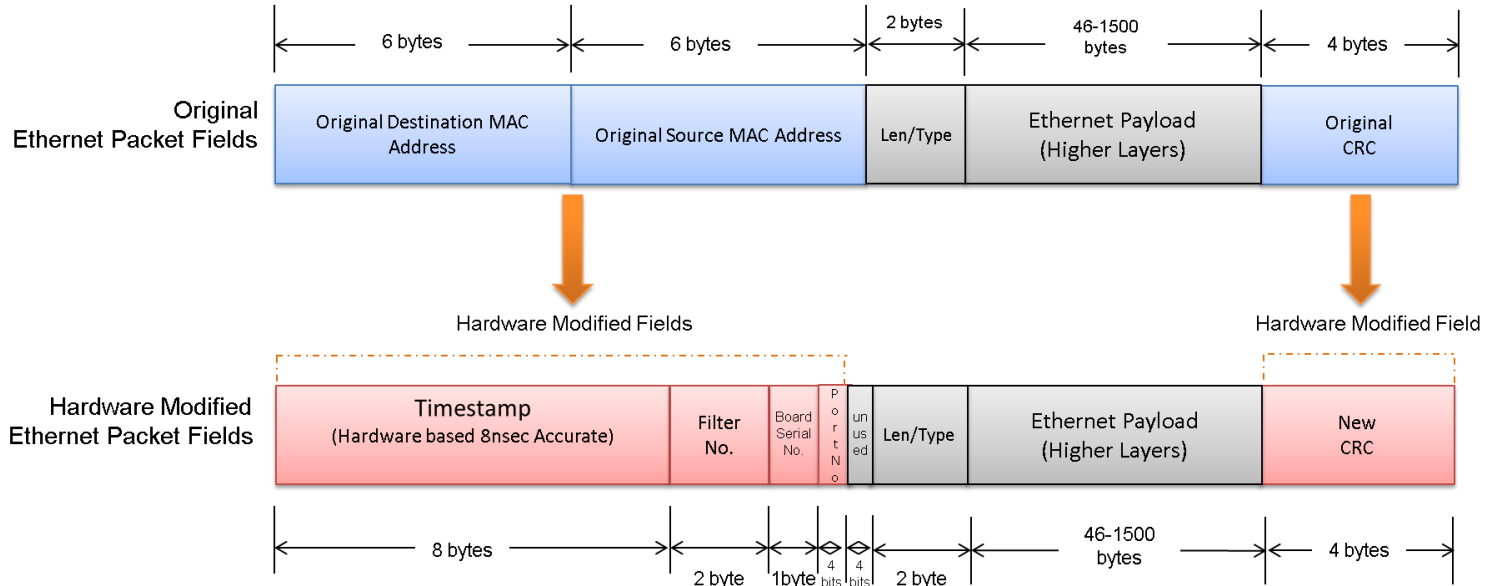 6 bytes
6 bytes
2 bytes
46-1500
bytes
4 bytes
Original
Ethernet Packet Fields
Original Destination MAC
Address
Original Source MAC Address
Len/Type
Ethernet Payload
(Higher Layers)
Original
CRC
Hardware Modified Fields
Hardware Modified Field
Hardware Modified
Ethernet Packet Fields
Timestamp
(Hardware based 8nsec Accurate)
Filter
No.
Board
Serial
No.
P
o
r
t
N
o
un
us
ed
Len/Type
Ethernet Payload
(Higher Layers)
New
CRC
8 bytes
2 byte
1byte
4
bits
4
bits
2 byte
46-1500
bytes
4 bytes